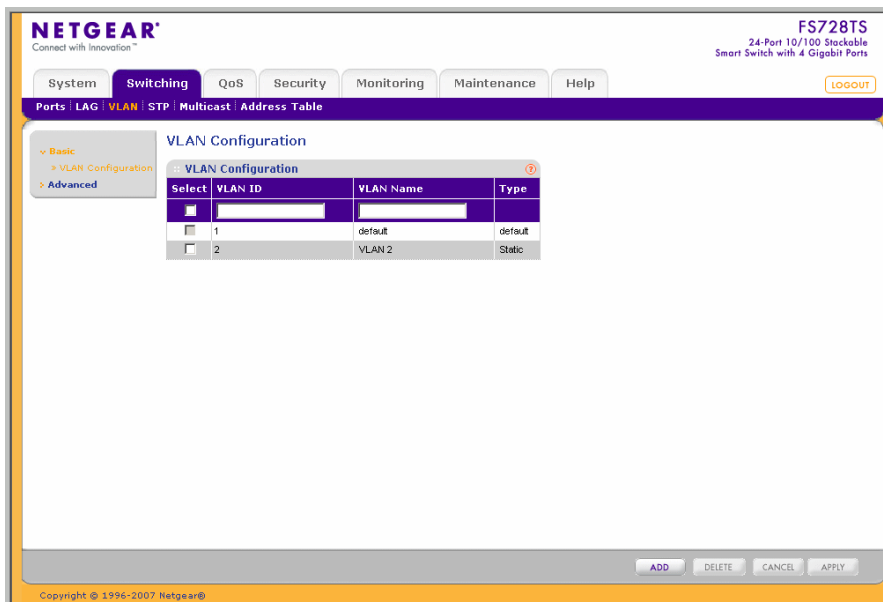 NETGEAR®
Connect with Innovation™
FS728TS
24-Port 10/100 Stackable
Smart Switch with 4 Gigabit Ports
System Switching QoS Security Monitoring Maintenance Help
LOGOUT
Ports LAG VLAN STP Multicast Address Table
Basic
VLAN Configuration
Advanced
VLAN Configuration
VLAN Configuration ?
Select VLAN ID VLAN Name Type
1 default default
2 VLAN 2 Static
ADD DELETE CANCEL APPLY
Copyright © 1996-2007 Netgear®